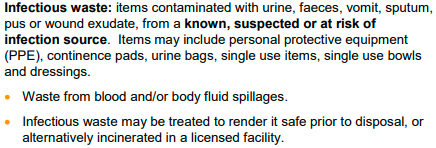 Infectious waste: items contaminated with urine, faeces, vomit, sputum,
pus or wound exudate, from a known, suspected or at risk of
infection source.  Items may include personal protective equipment
(PPE), continence pads, urine bags, single use items, single use bowls
and dressings.
• Waste from blood and/or body fluid spillages.
• Infectious waste may be treated to render it safe prior to disposal, or
alternatively incinerated in a licensed facility.